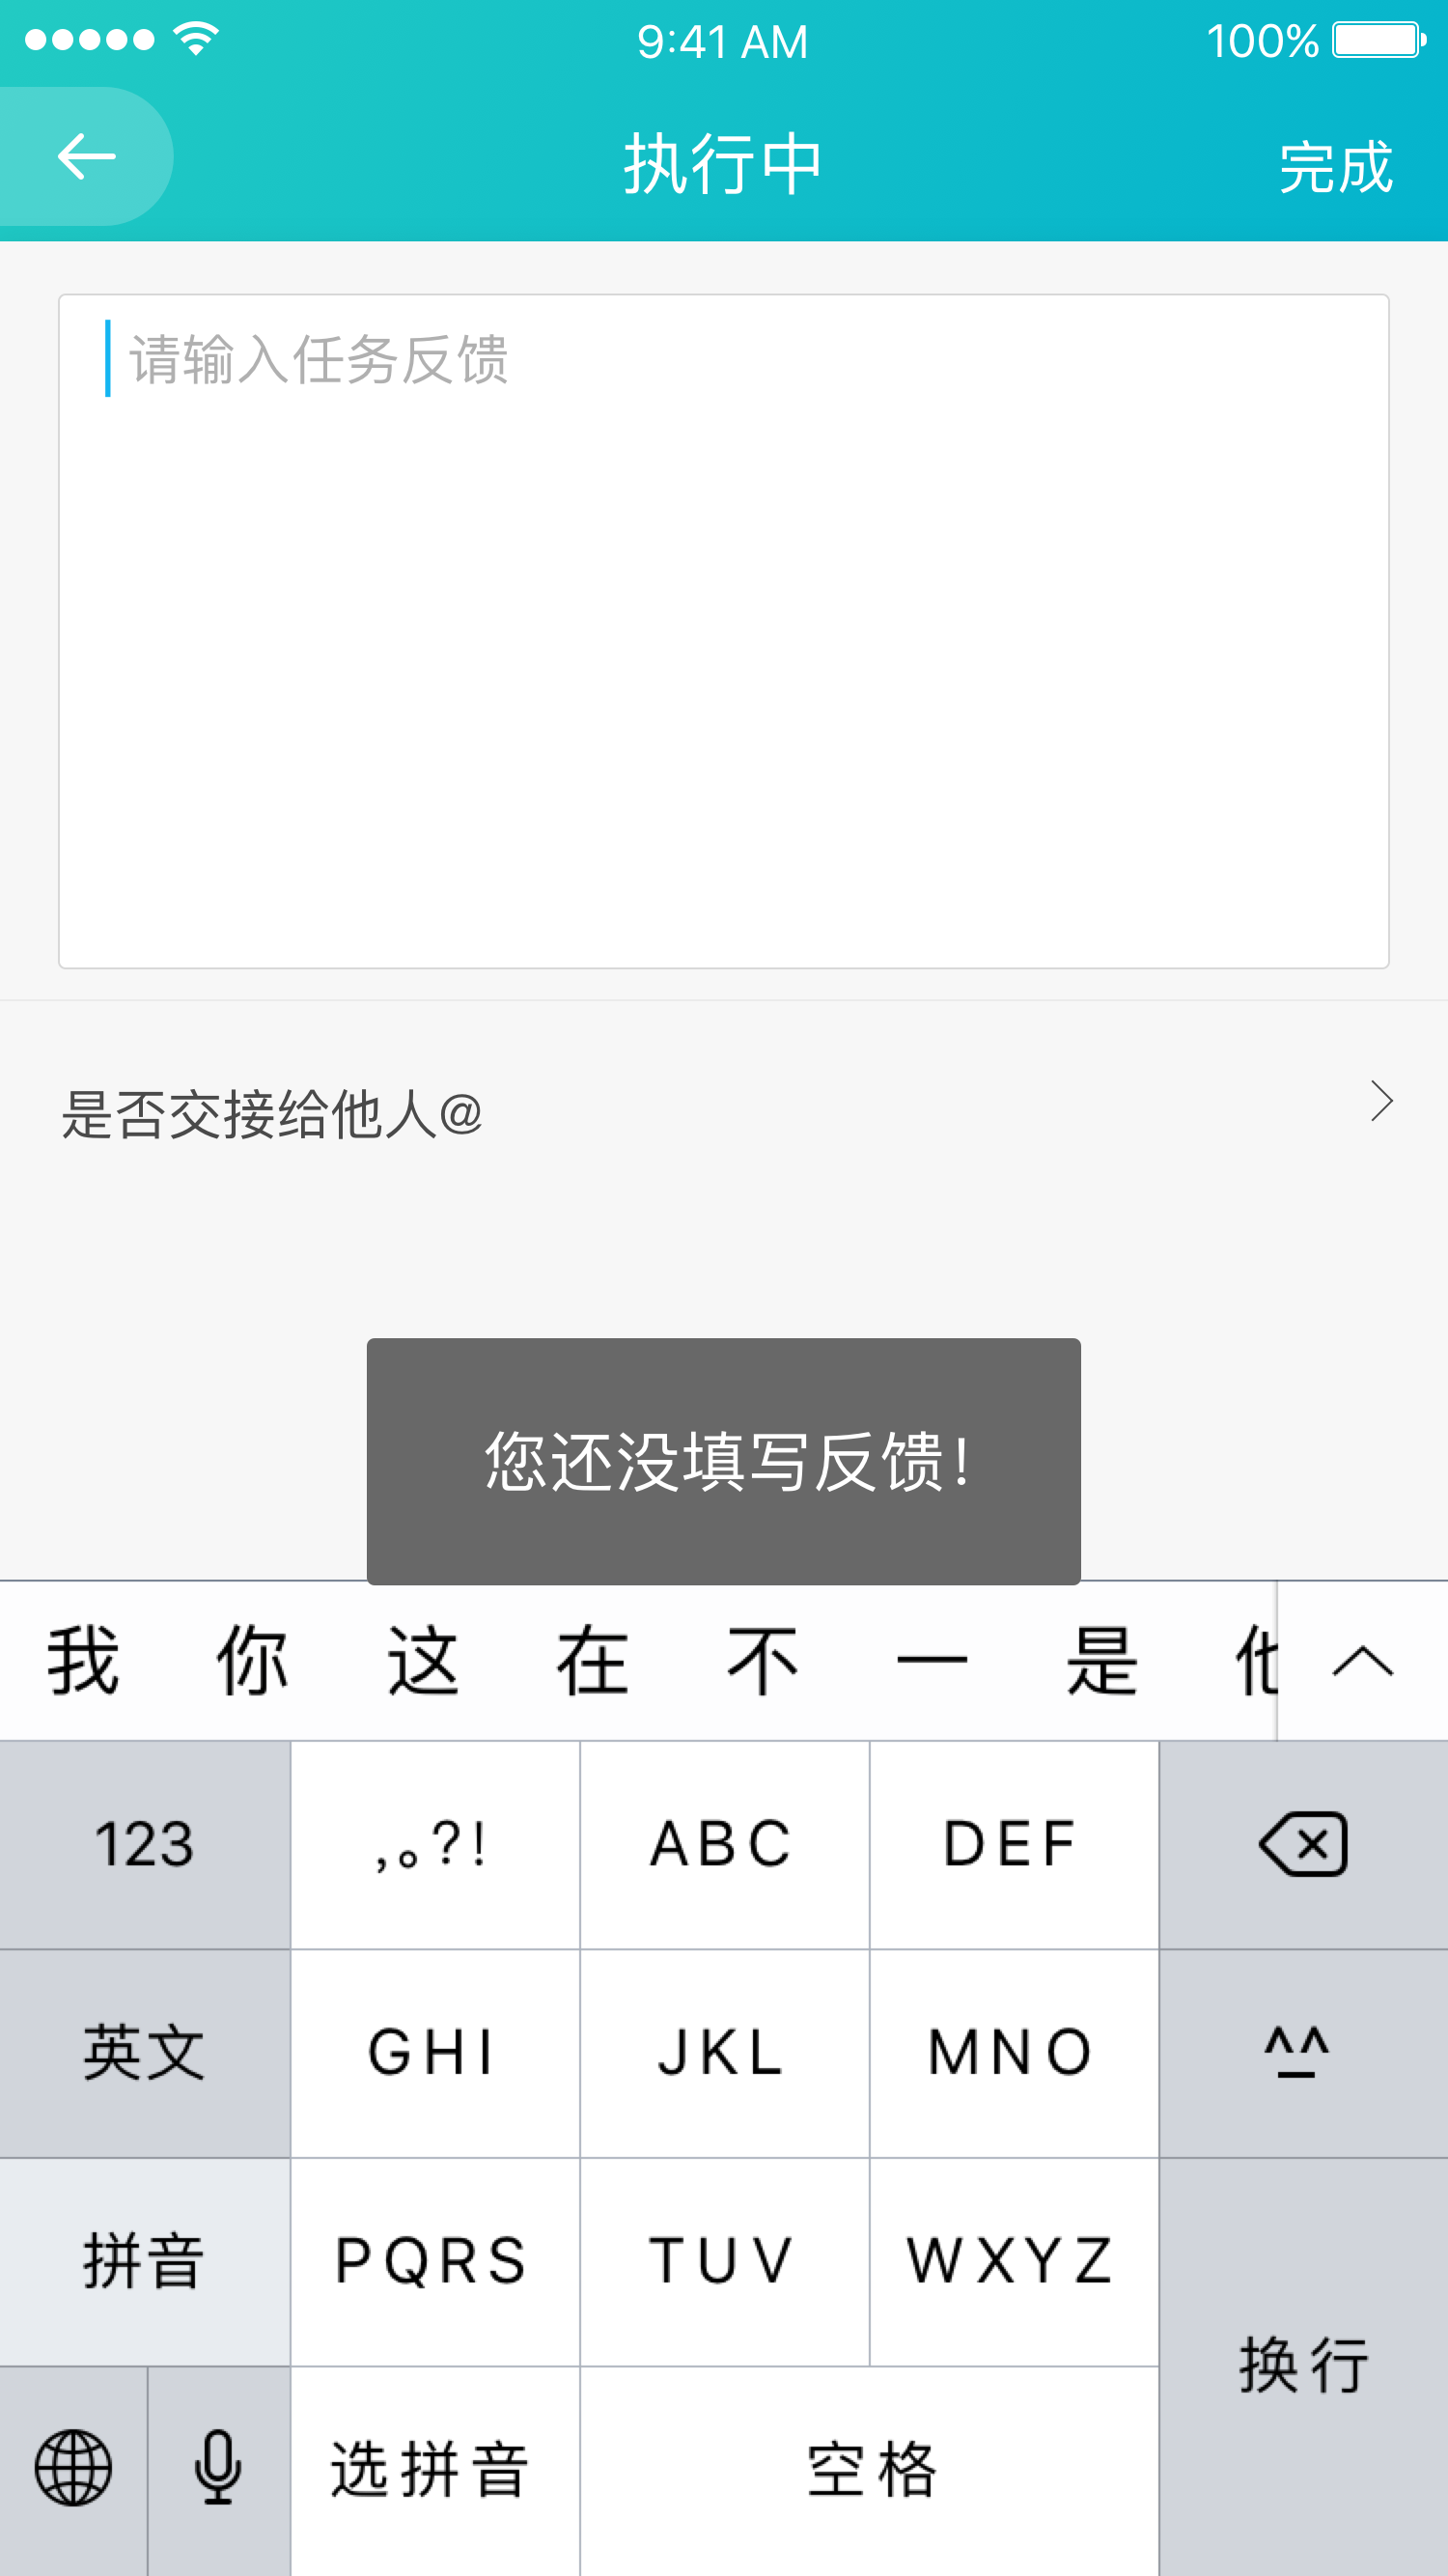 9:41 AM 100%
执行中 完成
请输入任务反馈
是否交接给他人@
您还没填写反馈！
我 你 这 在 不 一 是 他
123 ,。?! ABC DEF
英文 GHI JKL MNO ^_^
拼音 PQRS TUV WXYZ
换行
选拼音 空格